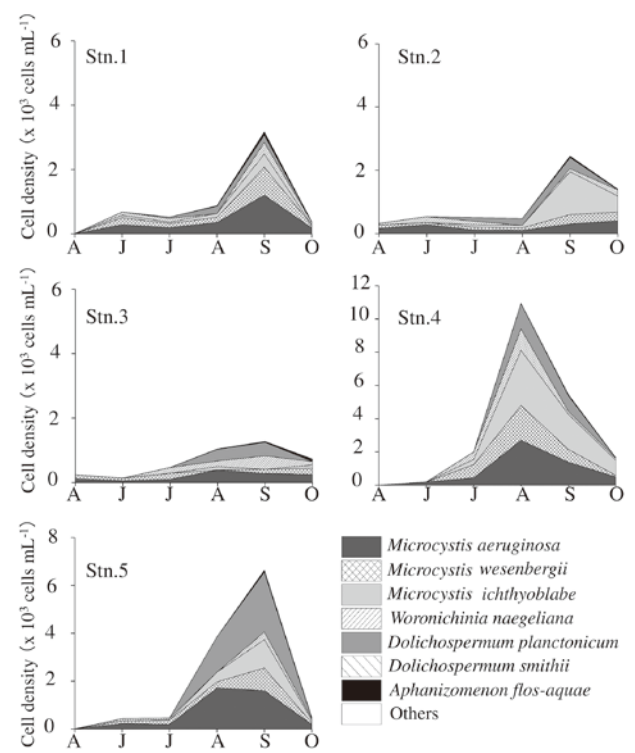 Cell density (x 10³ cells mL⁻¹)
6
4
2
0
Stn.1
A J J A S O
6
4
2
0
Stn.2
A J J A S O
Cell density (x 10³ cells mL⁻¹)
6
2
0
Stn.3
A J J A S O
12
10
8
6
4
2
0
Stn.4
A J J A S O
Cell density (x 10³ cells mL⁻¹)
8
6
4
2
0
Stn.5
A J J A S O
Microcystis aeruginosa
Microcystis wesenbergii
Microcystis ichthyoblabe
Woronichinia naegeliana
Dolichospermum planctonicum
Dolichospermum smithii
Aphanizomenon flos-aquae
Others